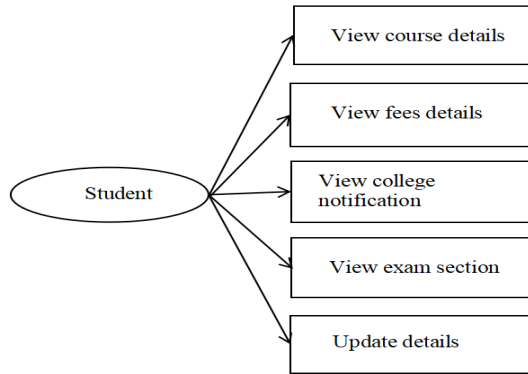 View course details
View fees details
View college
notification
Student
View exam section
Update details